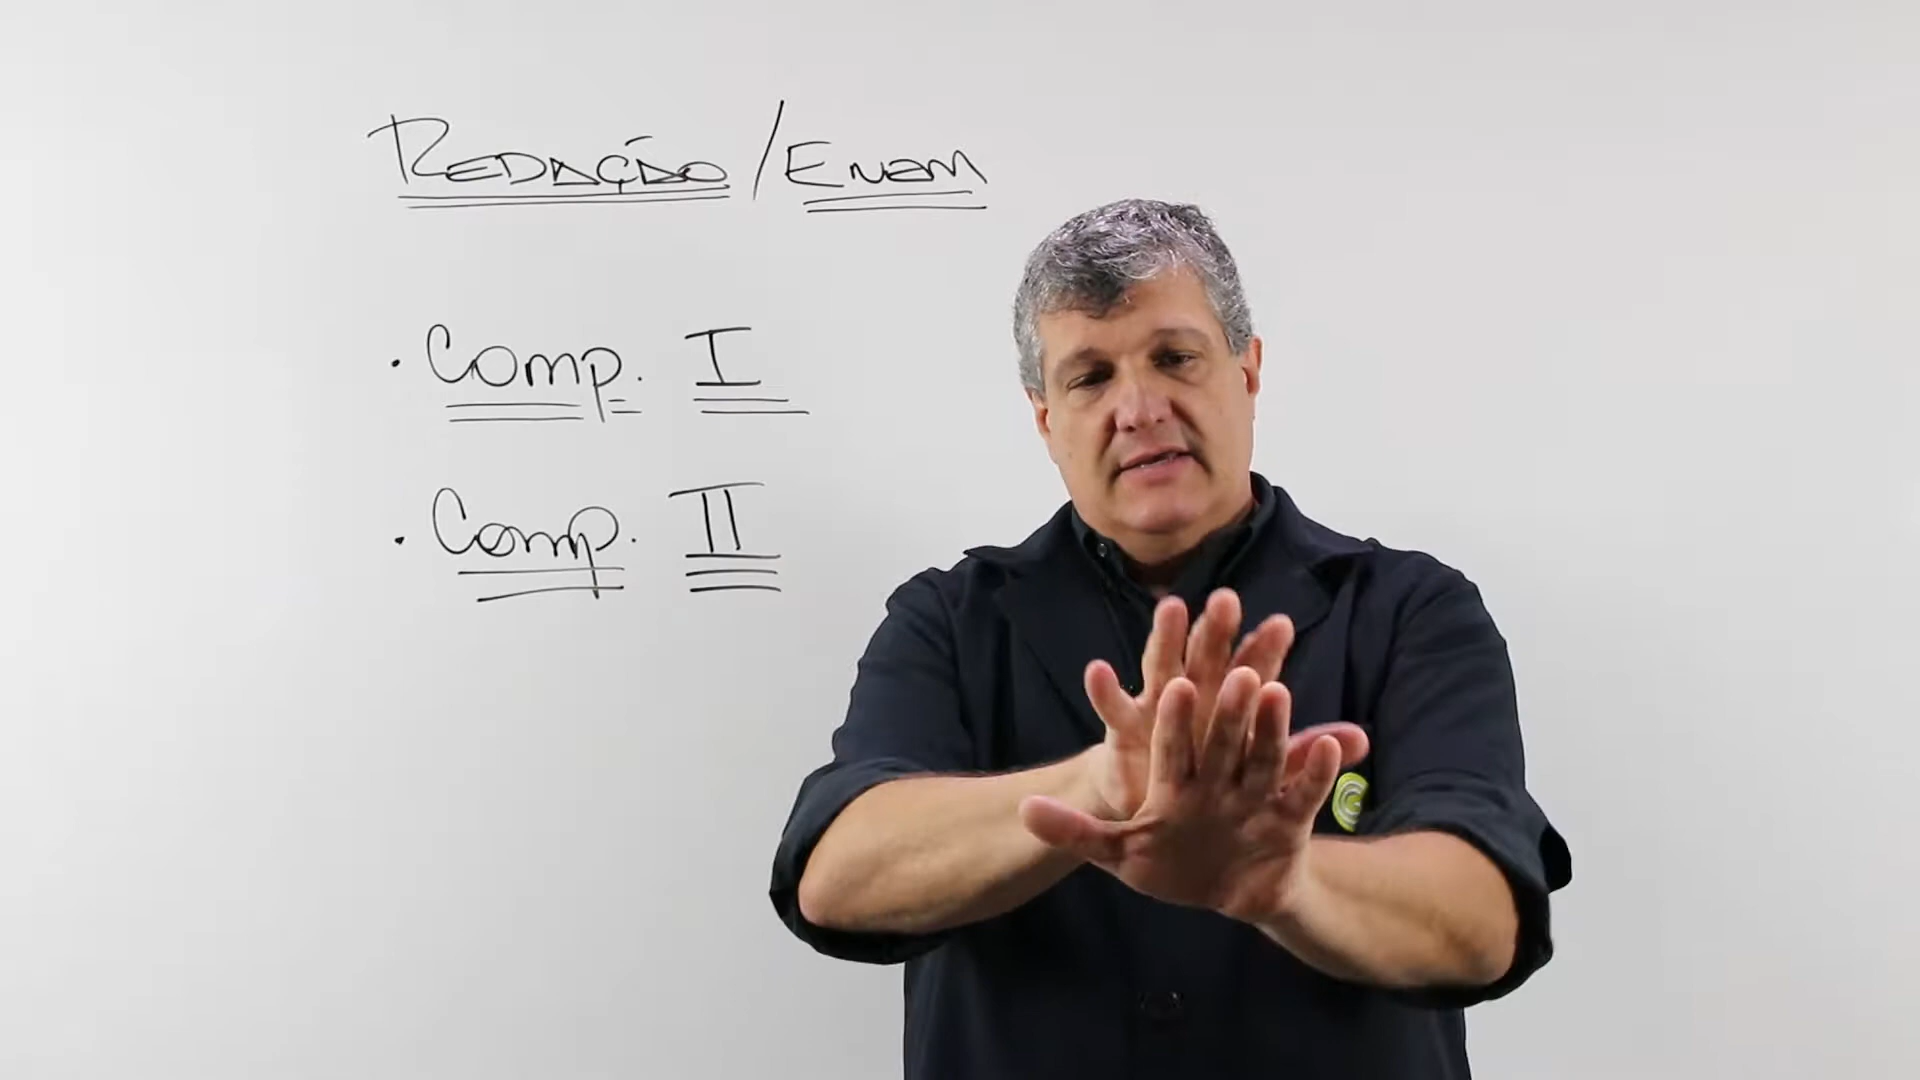 REDAÇÃO / ENEM
· Comp. I
· Comp. II